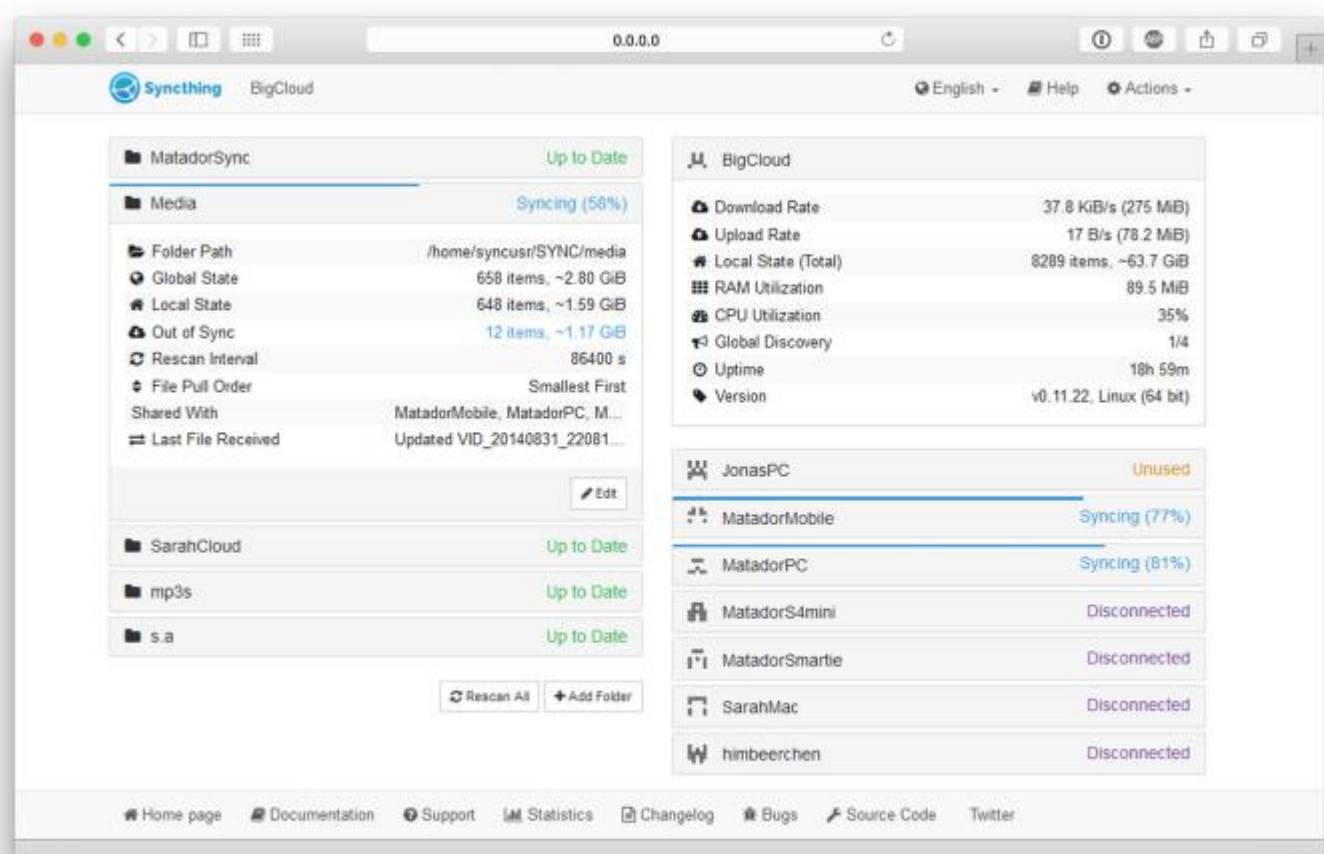 0.0.0.0
Syncthing BigCloud English Help Actions
MatadorSync Up to Date
Media Syncing (58%)
Folder Path /home/syncusr/SYNC/media
Global State 658 items, ~2.80 GiB
Local State 648 items, ~1.59 GiB
Out of Sync 12 items, ~1.17 GiB
Rescan Interval 86400 s
File Pull Order Smallest First
Shared With MatadorMobile, MatadorPC, M...
Last File Received Updated VID_20140831_22081...
Edit
SarahCloud Up to Date
mp3s Up to Date
s.a Up to Date
Rescan All Add Folder
BigCloud
Download Rate 37.8 KiB/s (275 MiB)
Upload Rate 17 B/s (78.2 MiB)
Local State (Total) 8289 items, ~63.7 GiB
RAM Utilization 89.5 MiB
CPU Utilization 35%
Global Discovery 1/4
Uptime 18h 59m
Version v0.11.22, Linux (64 bit)
JonasPC Unused
MatadorMobile Syncing (77%)
MatadorPC Syncing (81%)
MatadorS4mini Disconnected
MatadorSmartie Disconnected
SarahMac Disconnected
himbeerchen Disconnected
Home page Documentation Support Statistics Changelog Bugs Source Code Twitter